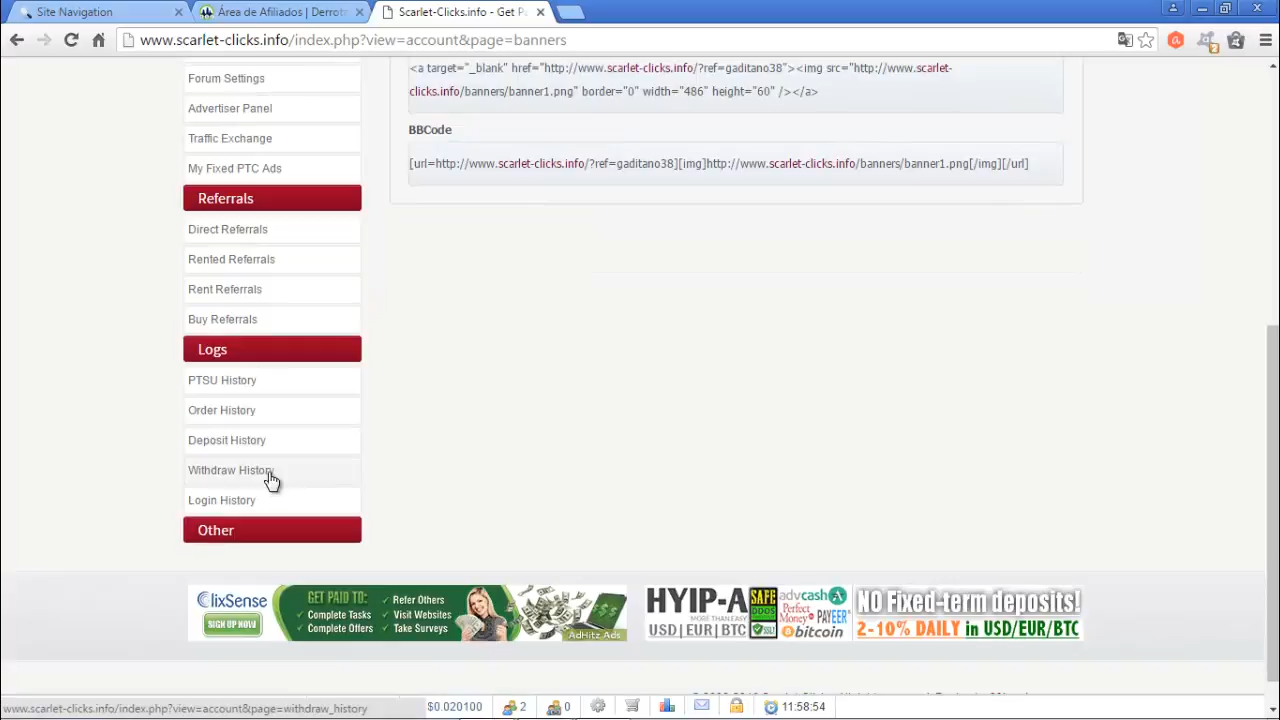 Site Navigation
Área de Afiliados | Derrot
Scarlet-Clicks.info - Get P
www.scarlet-clicks.info/index.php?view=account&page=banners
Forum Settings
Advertiser Panel
Traffic Exchange
My Fixed PTC Ads
Referrals
Direct Referrals
Rented Referrals
Rent Referrals
Buy Referrals
Logs
PTSU History
Order History
Deposit History
Withdraw History
Login History
Other
<a target="_blank" href="http://www.scarlet-clicks.info/?ref=gaditano38"><img src="http://www.scarlet-
clicks.info/banners/banner1.png" border="0" width="486" height="60" /></a>
BBCode
[url=http://www.scarlet-clicks.info/?ref=gaditano38][img]http://www.scarlet-clicks.info/banners/banner1.png[/img][/url]
ClixSense
SIGN UP NOW
GET PAID TO:
✓ Complete Tasks
✓ Complete Offers
✓ Refer Others
✓ Visit Websites
✓ Take Surveys
AdHitz Ads
HYIP-A
MORE THAN EASY
USD | EUR | BTC
SAFE
DDOS
SSL
advcash
Perfect Money
PAYEER
bitcoin
NO Fixed-term deposits!
2-10% DAILY in USD/EUR/BTC
www.scarlet-clicks.info/index.php?view=account&page=withdraw_history
$0.020100
2
0
11:58:54